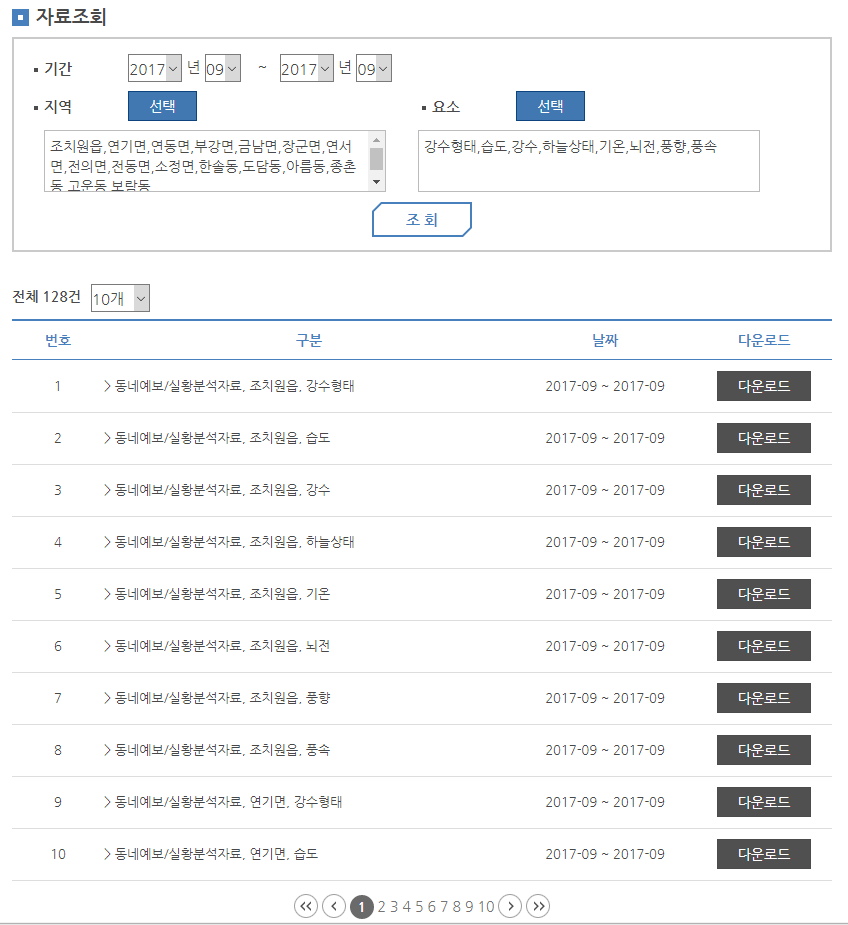 자료조회
기간 2017 년 09 ~ 2017 년 09
지역 선택 요소 선택
조치원읍,연기면,연동면,부강면,금남면,장군면,연서
면,전의면,전동면,소정면,한솔동,도담동,아름동,종촌
동,고운동,보람동
강수형태,습도,강수,하늘상태,기온,뇌전,풍향,풍속
조회
전체 128건 10개
번호 구분 날짜 다운로드
1 > 동네예보/실황분석자료, 조치원읍, 강수형태 2017-09 ~ 2017-09 다운로드
2 > 동네예보/실황분석자료, 조치원읍, 습도 2017-09 ~ 2017-09 다운로드
3 > 동네예보/실황분석자료, 조치원읍, 강수 2017-09 ~ 2017-09 다운로드
4 > 동네예보/실황분석자료, 조치원읍, 하늘상태 2017-09 ~ 2017-09 다운로드
5 > 동네예보/실황분석자료, 조치원읍, 기온 2017-09 ~ 2017-09 다운로드
6 > 동네예보/실황분석자료, 조치원읍, 뇌전 2017-09 ~ 2017-09 다운로드
7 > 동네예보/실황분석자료, 조치원읍, 풍향 2017-09 ~ 2017-09 다운로드
8 > 동네예보/실황분석자료, 조치원읍, 풍속 2017-09 ~ 2017-09 다운로드
9 > 동네예보/실황분석자료, 연기면, 강수형태 2017-09 ~ 2017-09 다운로드
10 > 동네예보/실황분석자료, 연기면, 습도 2017-09 ~ 2017-09 다운로드
1 2 3 4 5 6 7 8 9 10